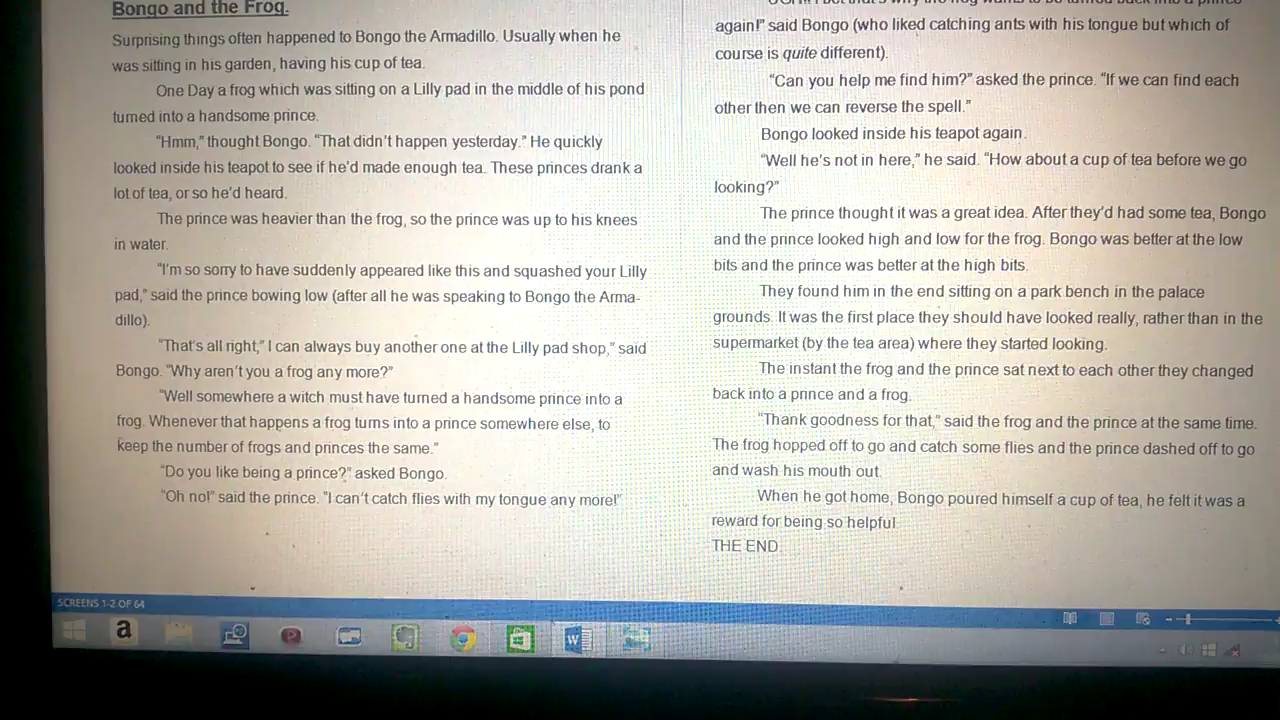 Bongo and the Frog.
Surprising things often happened to Bongo the Armadillo. Usually when he
was sitting in his garden, having his cup of tea.
One Day a frog which was sitting on a Lilly pad in the middle of his pond
turned into a handsome prince.
"Hmm," thought Bongo. "That didn't happen yesterday." He quickly
looked inside his teapot to see if he'd made enough tea. These princes drank a
lot of tea, or so he'd heard.
The prince was heavier than the frog, so the prince was up to his knees
in water.
"I'm so sorry to have suddenly appeared like this and squashed your Lilly
pad," said the prince bowing low (after all he was speaking to Bongo the Arma-
dillo).
"That's all right," I can always buy another one at the Lilly pad shop," said
Bongo. "Why aren't you a frog any more?"
"Well somewhere a witch must have turned a handsome prince into a
frog. Whenever that happens a frog turns into a prince somewhere else, to
keep the number of frogs and princes the same."
"Do you like being a prince?" asked Bongo.
"Oh no!" said the prince. "I can't catch flies with my tongue any more!"
again!" said Bongo (who liked catching ants with his tongue but which of
course is quite different).
"Can you help me find him?" asked the prince. "If we can find each
other then we can reverse the spell."
Bongo looked inside his teapot again.
"Well he's not in here," he said. "How about a cup of tea before we go
looking?"
The prince thought it was a great idea. After they'd had some tea, Bongo
and the prince looked high and low for the frog. Bongo was better at the low
bits and the prince was better at the high bits.
They found him in the end sitting on a park bench in the palace
grounds. It was the first place they should have looked really, rather than in the
supermarket (by the tea area) where they started looking.
The instant the frog and the prince sat next to each other they changed
back into a prince and a frog.
"Thank goodness for that," said the frog and the prince at the same time.
The frog hopped off to go and catch some flies and the prince dashed off to go
and wash his mouth out.
When he got home, Bongo poured himself a cup of tea, he felt it was a
reward for being so helpful.
THE END
SCREENS 1-2 OF 64